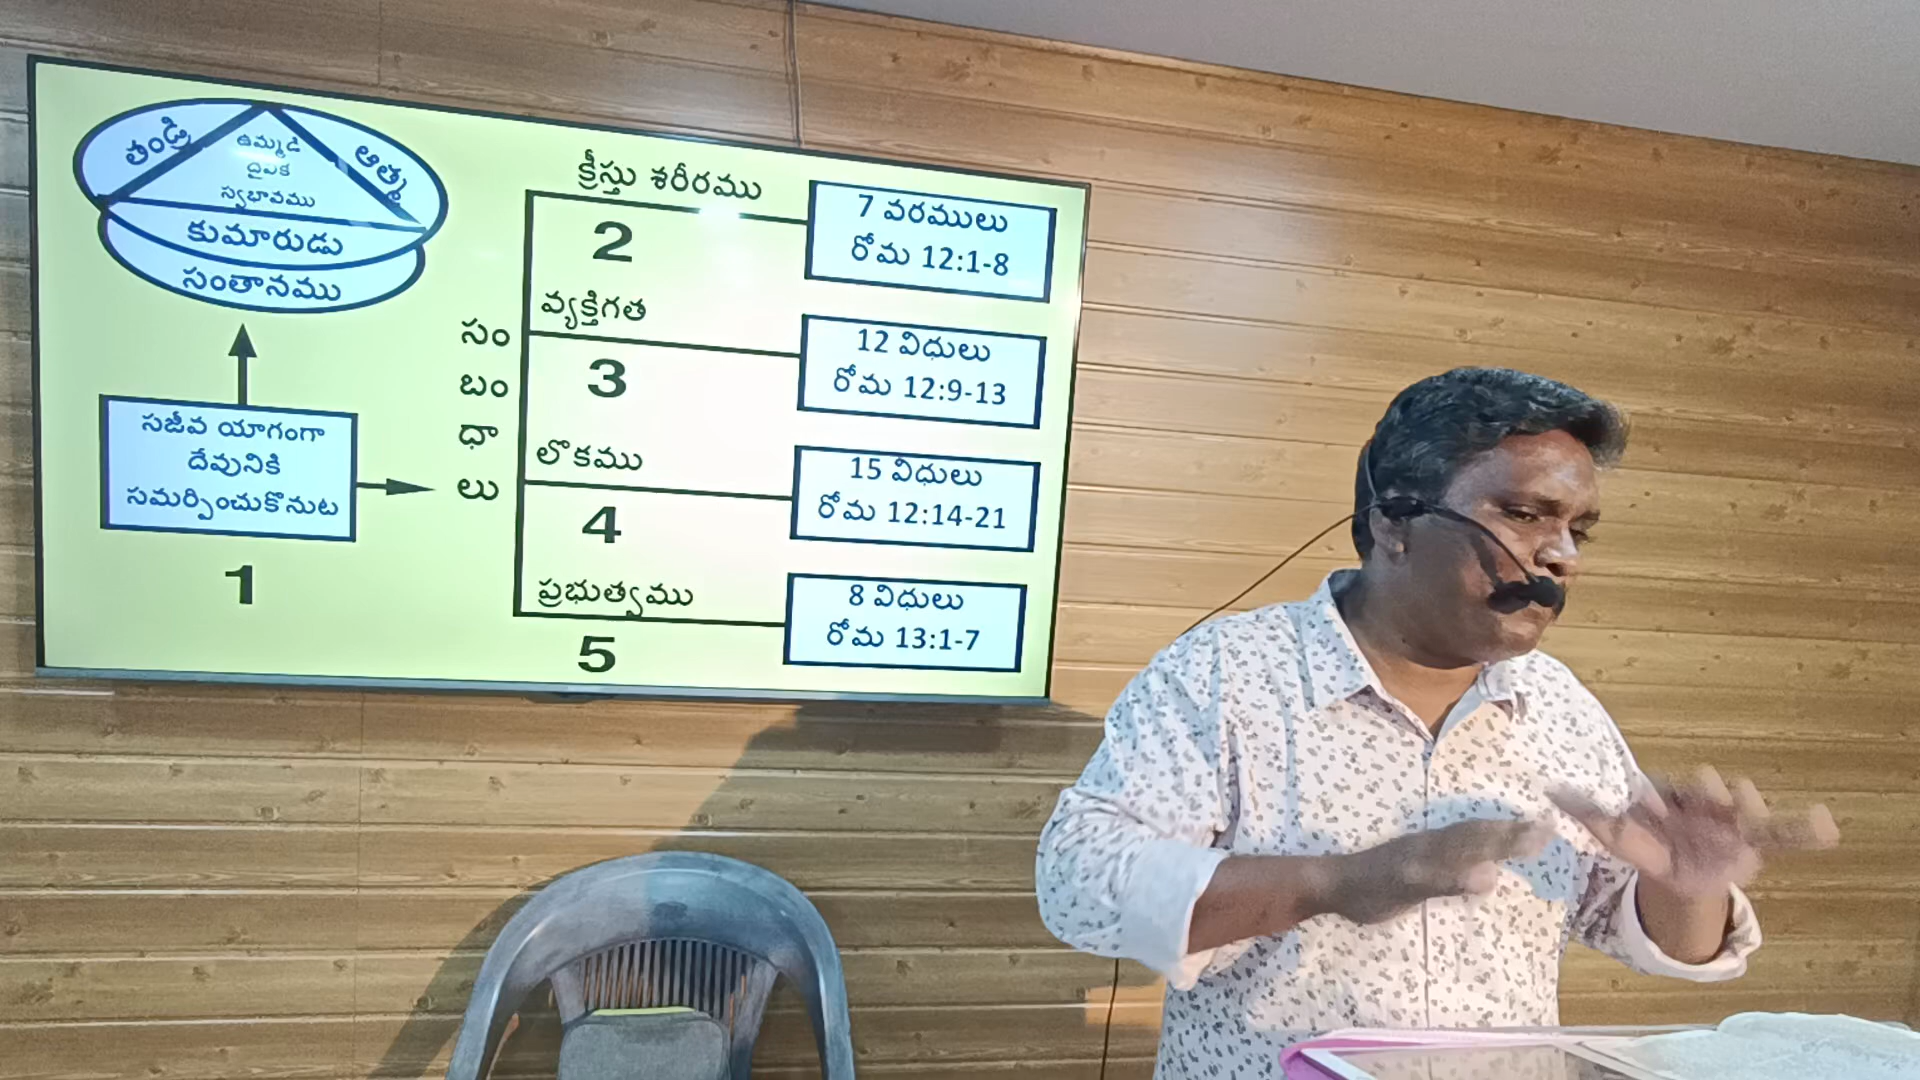 తండ్రి
ఆత్మ
ఉమ్మడి
దైవిక
స్వభావము
కుమారుడు
సంతానము
సజీవ యాగంగా
దేవునికి
సమర్పించుకొనుట
1
సం
బం
ధా
లు
క్రీస్తు శరీరము
2
7 వరములు
రోమ 12:1-8
వ్యక్తిగత
3
12 విధులు
రోమ 12:9-13
లోకము
4
15 విధులు
రోమ 12:14-21
ప్రభుత్వము
5
8 విధులు
రోమ 13:1-7